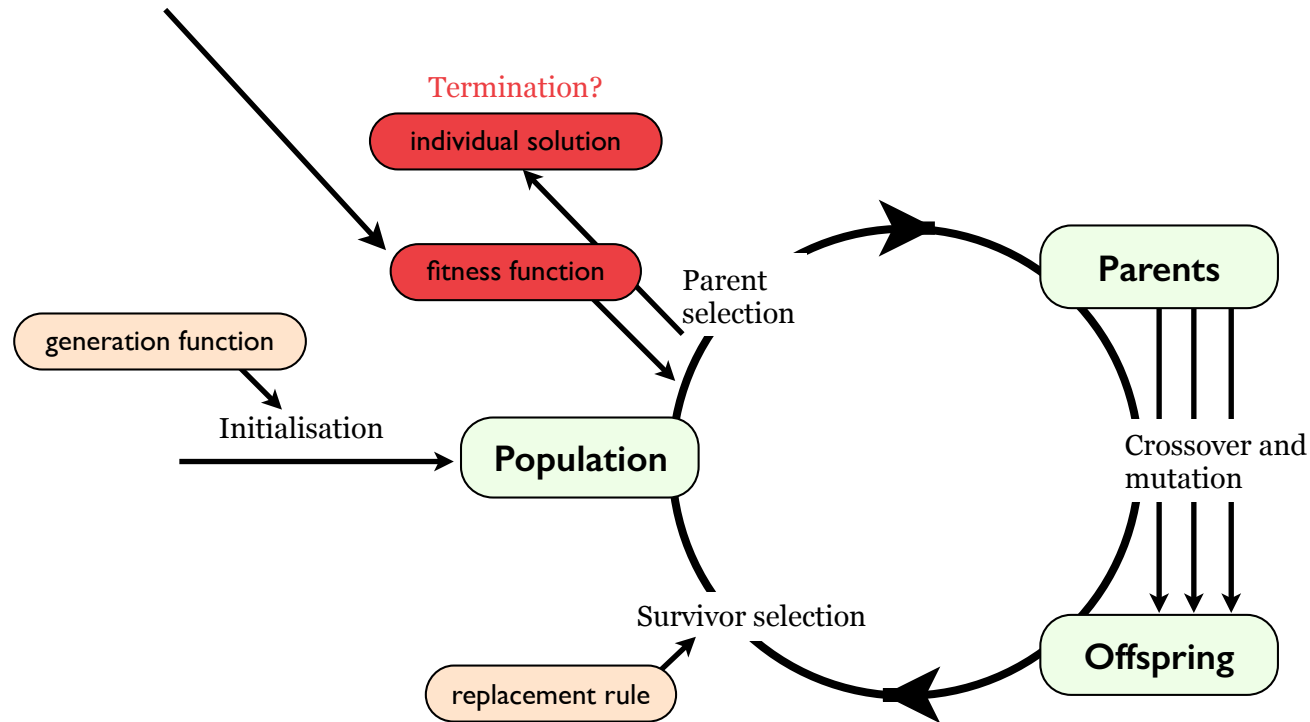 Termination?
individual solution
fitness function
Parent
selection
Parents
generation function
Initialisation
Population
Crossover and
mutation
Survivor selection
Offspring
replacement rule